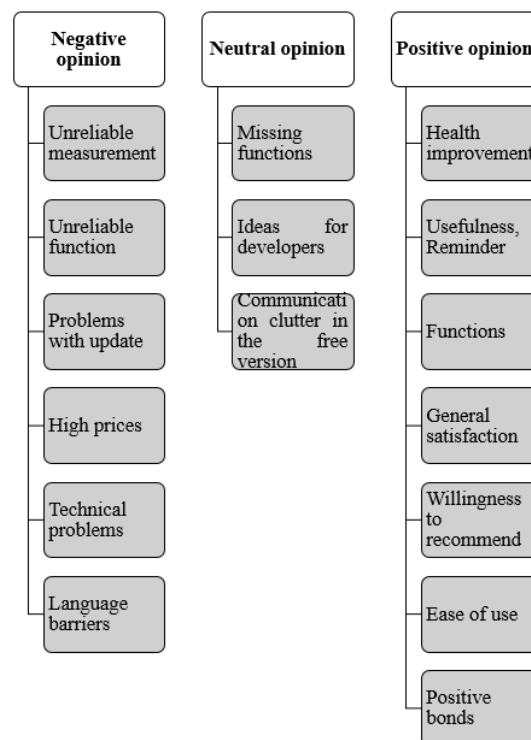 Negative
opinion
Unreliable
measurement
Unreliable
function
Problems
with update
High prices
Technical
problems
Language
barriers
Neutral opinion
Missing
functions
Ideas for
developers
Communicati
on clutter in
the free
version
Positive opinion
Health
improvement
Usefulness,
Reminder
Functions
General
satisfaction
Willingness
to
recommend
Ease of use
Positive
bonds